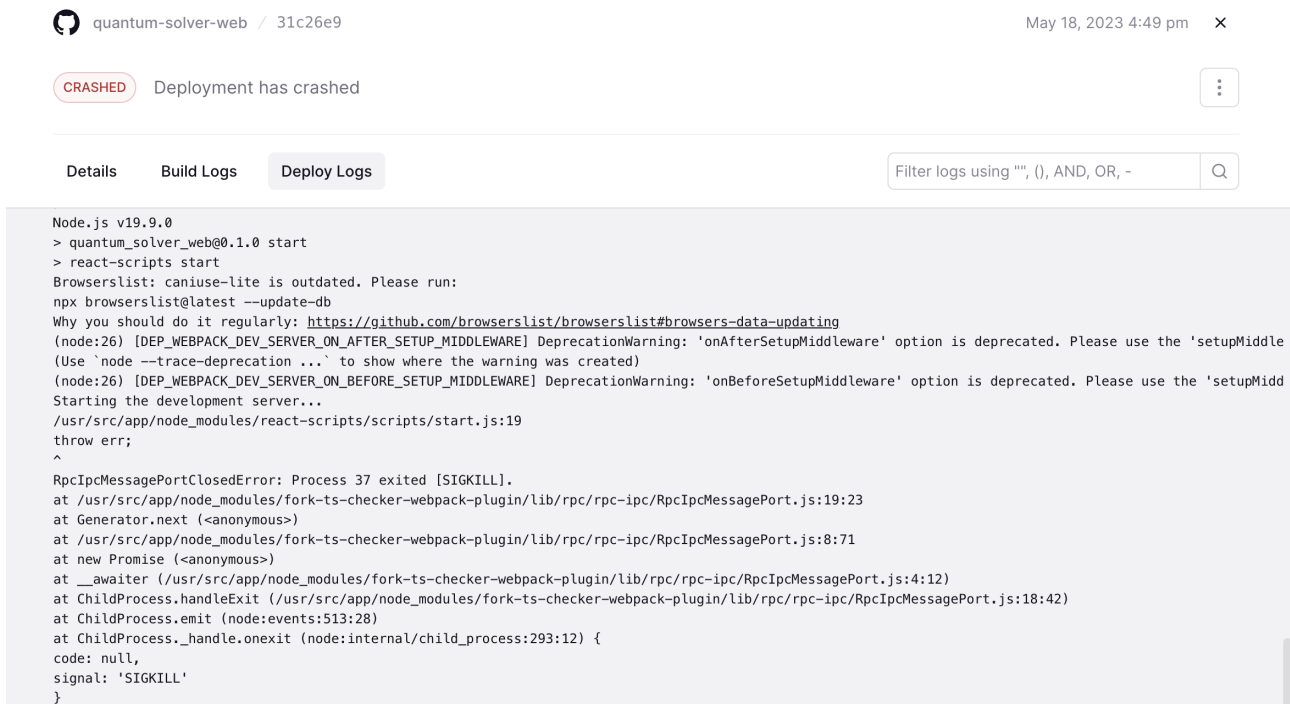 quantum-solver-web / 31c26e9
May 18, 2023 4:49 pm
CRASHED Deployment has crashed
Details Build Logs Deploy Logs
Filter logs using "", (), AND, OR, -
Node.js v19.9.0
> quantum_solver_web@0.1.0 start
> react-scripts start
Browserslist: caniuse-lite is outdated. Please run:
npx browserslist@latest --update-db
Why you should do it regularly: https://github.com/browserslist/browserslist#browsers-data-updating
(node:26) [DEP_WEBPACK_DEV_SERVER_ON_AFTER_SETUP_MIDDLEWARE] DeprecationWarning: 'onAfterSetupMiddleware' option is deprecated. Please use the 'setupMiddle
(Use `node --trace-deprecation ...` to show where the warning was created)
(node:26) [DEP_WEBPACK_DEV_SERVER_ON_BEFORE_SETUP_MIDDLEWARE] DeprecationWarning: 'onBeforeSetupMiddleware' option is deprecated. Please use the 'setupMidd
Starting the development server...
/usr/src/app/node_modules/react-scripts/scripts/start.js:19
throw err;
^
RpcIpcMessagePortClosedError: Process 37 exited [SIGKILL].
at /usr/src/app/node_modules/fork-ts-checker-webpack-plugin/lib/rpc/rpc-ipc/RpcIpcMessagePort.js:19:23
at Generator.next (<anonymous>)
at /usr/src/app/node_modules/fork-ts-checker-webpack-plugin/lib/rpc/rpc-ipc/RpcIpcMessagePort.js:8:71
at new Promise (<anonymous>)
at __awaiter (/usr/src/app/node_modules/fork-ts-checker-webpack-plugin/lib/rpc/rpc-ipc/RpcIpcMessagePort.js:4:12)
at ChildProcess.handleExit (/usr/src/app/node_modules/fork-ts-checker-webpack-plugin/lib/rpc/rpc-ipc/RpcIpcMessagePort.js:18:42)
at ChildProcess.emit (node:events:513:28)
at ChildProcess._handle.onexit (node:internal/child_process:293:12) {
code: null,
signal: 'SIGKILL'
}